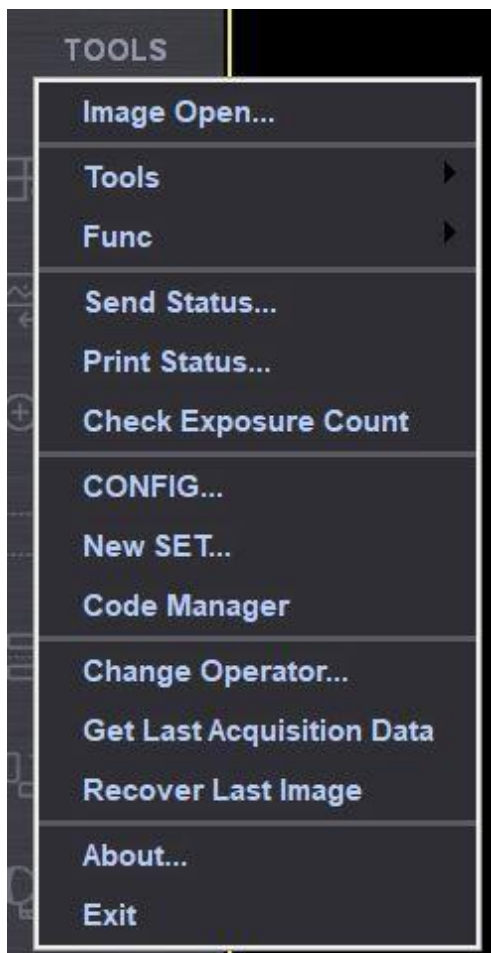 TOOLS
Image Open...
Tools
Func
Send Status...
Print Status...
Check Exposure Count
CONFIG...
New SET...
Code Manager
Change Operator...
Get Last Acquisition Data
Recover Last Image
About...
Exit